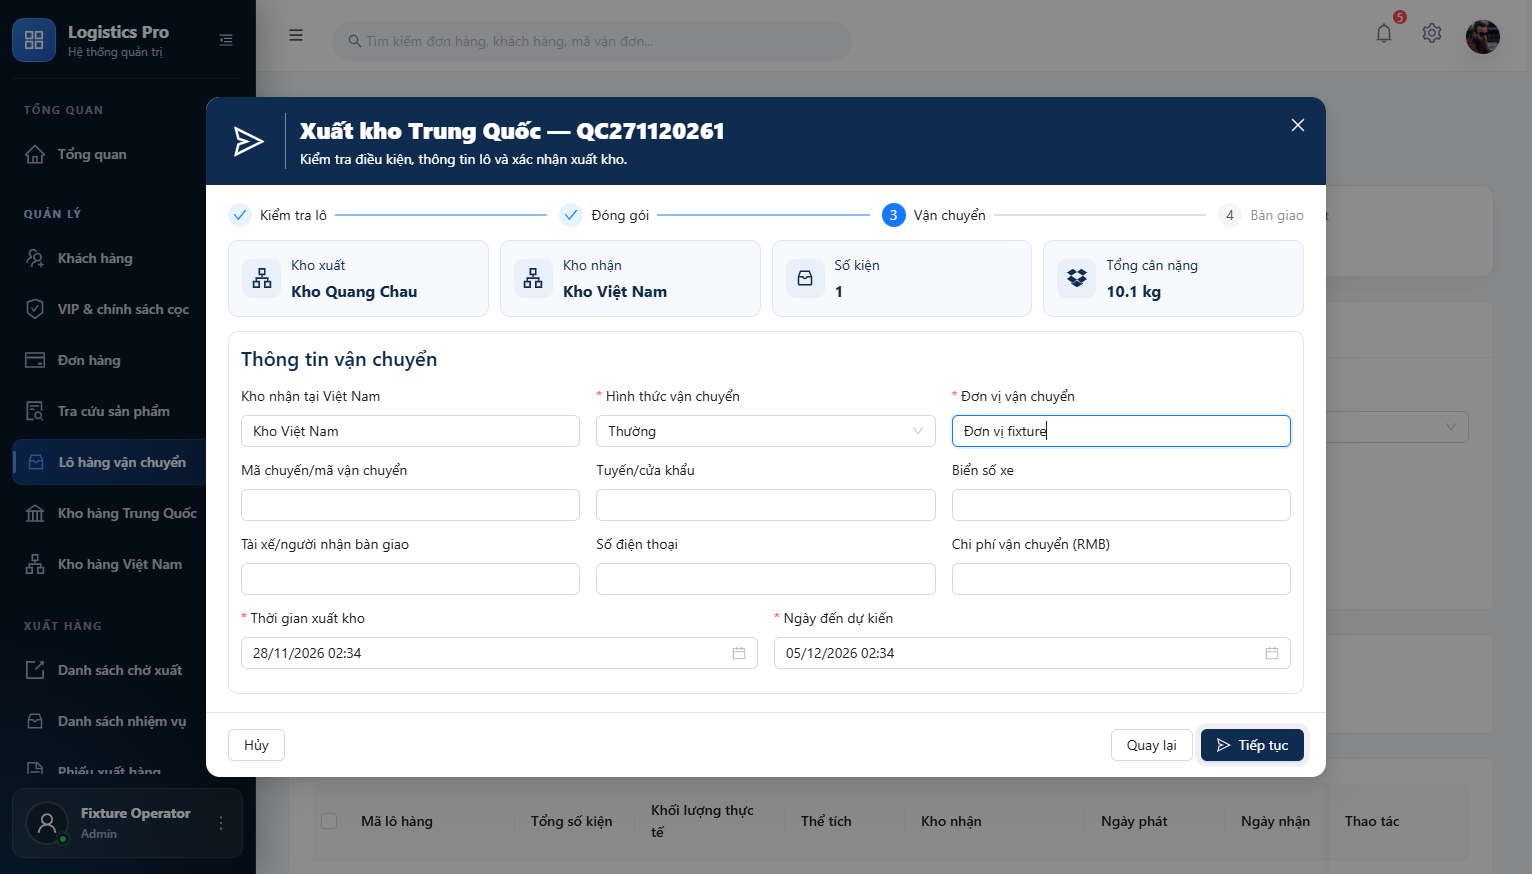 Logistics Pro
Hệ thống quản trị
Tìm kiếm đơn hàng, khách hàng, mã vận đơn...
5
TỔNG QUAN
Tổng quan
QUẢN LÝ
Khách hàng
VIP & chính sách cọc
Đơn hàng
Tra cứu sản phẩm
Lô hàng vận chuyển
Kho hàng Trung Quốc
Kho hàng Việt Nam
XUẤT HÀNG
Danh sách chờ xuất
Danh sách nhiệm vụ
Phiếu xuất hàng
Fixture Operator
Admin
Xuất kho Trung Quốc — QC271120261
Kiểm tra điều kiện, thông tin lô và xác nhận xuất kho.
Kiểm tra lô
Đóng gói
3 Vận chuyển
4 Bàn giao
Kho xuất
Kho Quang Chau
Kho nhận
Kho Việt Nam
Số kiện
1
Tổng cân nặng
10.1 kg
Thông tin vận chuyển
Kho nhận tại Việt Nam
Kho Việt Nam
* Hình thức vận chuyển
Thường
* Đơn vị vận chuyển
Đơn vị fixture
Mã chuyến/mã vận chuyển
Tuyến/cửa khẩu
Biển số xe
Tài xế/người nhận bàn giao
Số điện thoại
Chi phí vận chuyển (RMB)
* Thời gian xuất kho
28/11/2026 02:34
* Ngày đến dự kiến
05/12/2026 02:34
Hủy
Quay lại
Tiếp tục
Mã lô hàng
Tổng số kiện
Khối lượng thực
tế
Thể tích
Kho nhận
Ngày phát
Ngày nhận
Thao tác